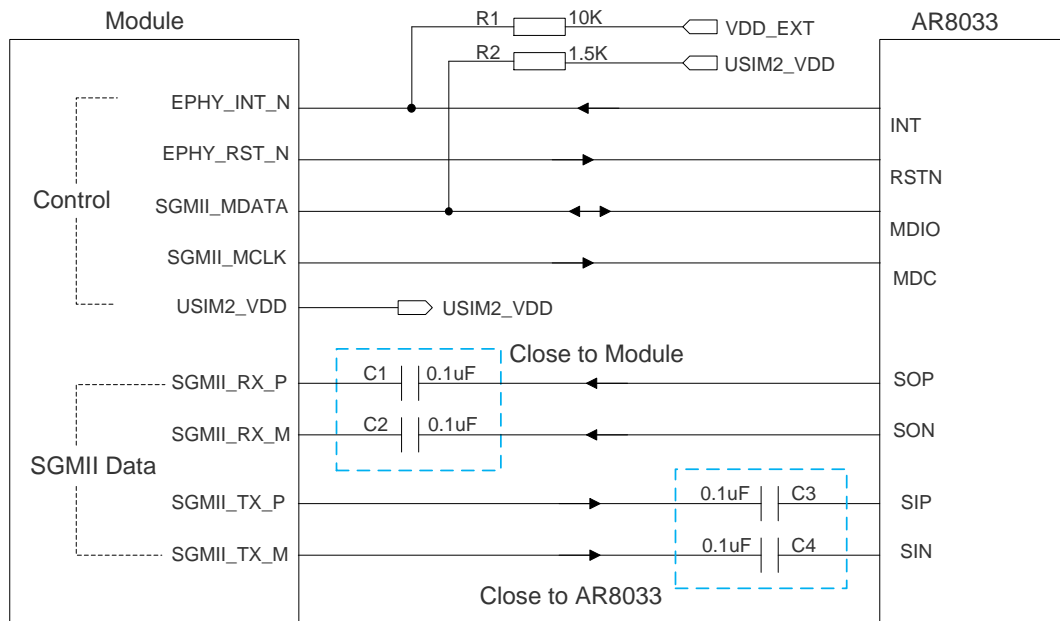 Module
R1
10K
VDD_EXT
AR8033
R2
1.5K
USIM2_VDD
EPHY_INT_N
INT
EPHY_RST_N
RSTN
Control
SGMII_MDATA
MDIO
SGMII_MCLK
MDC
USIM2_VDD
USIM2_VDD
Close to Module
SGMII_RX_P
C1
0.1uF
SOP
SGMII_RX_M
C2
0.1uF
SON
SGMII Data
SGMII_TX_P
0.1uF
C3
SIP
SGMII_TX_M
0.1uF
C4
SIN
Close to AR8033